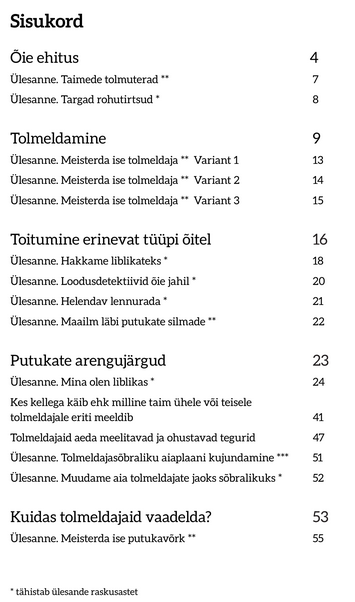 Sisukord
Õie ehitus 4
Ülesanne. Taimede tolmuterad ** 7
Ülesanne. Targad rohutirtsud * 8
Tolmeldamine 9
Ülesanne. Meisterda ise tolmeldaja ** Variant 1 13
Ülesanne. Meisterda ise tolmeldaja ** Variant 2 14
Ülesanne. Meisterda ise tolmeldaja ** Variant 3 15
Toitumine erinevat tüüpi õitel 16
Ülesanne. Hakkame liblikateks * 18
Ülesanne. Loodusdetektiivid õie jahil * 20
Ülesanne. Helendav lennurada * 21
Ülesanne. Maailm läbi putukate silmade ** 22
Putukate arengujärgud 23
Ülesanne. Mina olen liblikas * 24
Kes kellega käib ehk milline taim ühele või teisele
tolmeldajale eriti meeldib 41
Tolmeldajaid aeda meelitavad ja ohustavad tegurid 47
Ülesanne. Tolmeldajasõbraliku aiaplaani kujundamine *** 51
Ülesanne. Muudame aia tolmeldajate jaoks sõbralikuks * 52
Kuidas tolmeldajaid vaadelda? 53
Ülesanne. Meisterda ise putukavõrk ** 55
* tähistab ülesande raskusastet